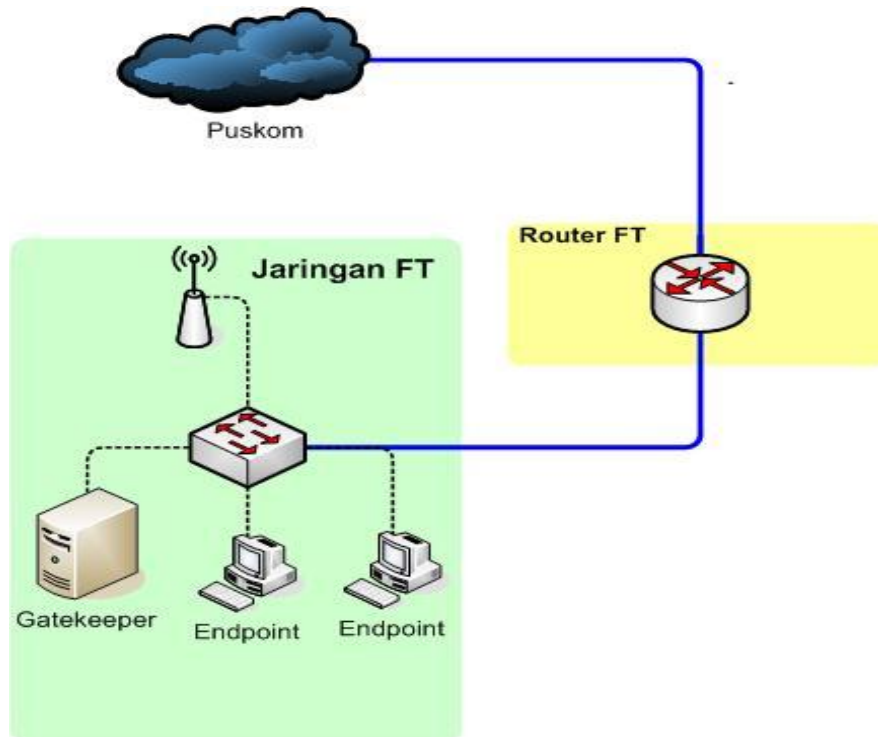 Puskom
Router FT
Jaringan FT
Gatekeeper
Endpoint
Endpoint